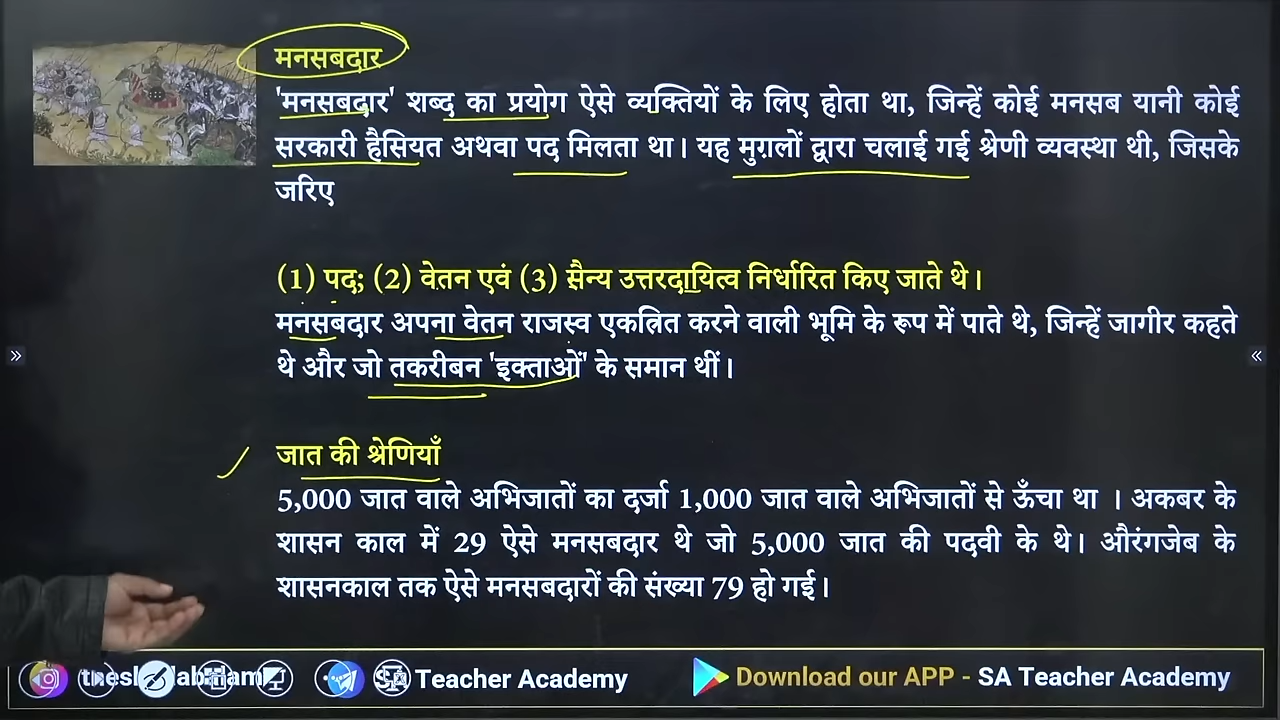 मनसबदार
'मनसबदार' शब्द का प्रयोग ऐसे व्यक्तियों के लिए होता था, जिन्हें कोई मनसब यानी कोई
सरकारी हैसियत अथवा पद मिलता था। यह मुग़लों द्वारा चलाई गई श्रेणी व्यवस्था थी, जिसके
जरिए
(1) पद; (2) वेतन एवं (3) सैन्य उत्तरदायित्व निर्धारित किए जाते थे।
मनसबदार अपना वेतन राजस्व एकत्रित करने वाली भूमि के रूप में पाते थे, जिन्हें जागीर कहते
थे और जो तकरीबन 'इक्ताओं' के समान थीं।
जात की श्रेणियाँ
5,000 जात वाले अभिजातों का दर्जा 1,000 जात वाले अभिजातों से ऊँचा था । अकबर के
शासन काल में 29 ऐसे मनसबदार थे जो 5,000 जात की पदवी के थे। औरंगजेब के
शासनकाल तक ऐसे मनसबदारों की संख्या 79 हो गई।
Teacher Academy
Download our APP - SA Teacher Academy